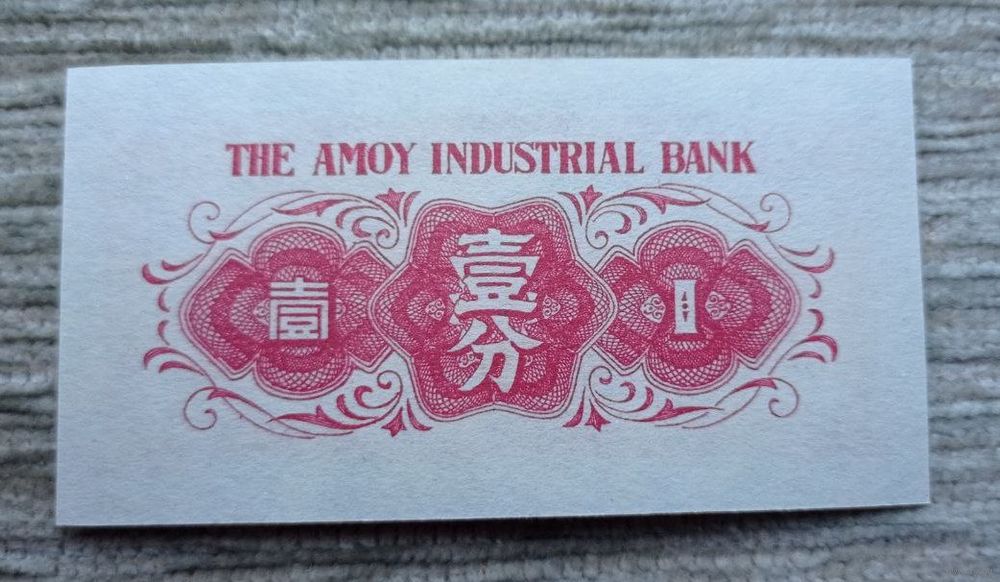 THE AMOY INDUSTRIAL BANK
壹
分
壹
1